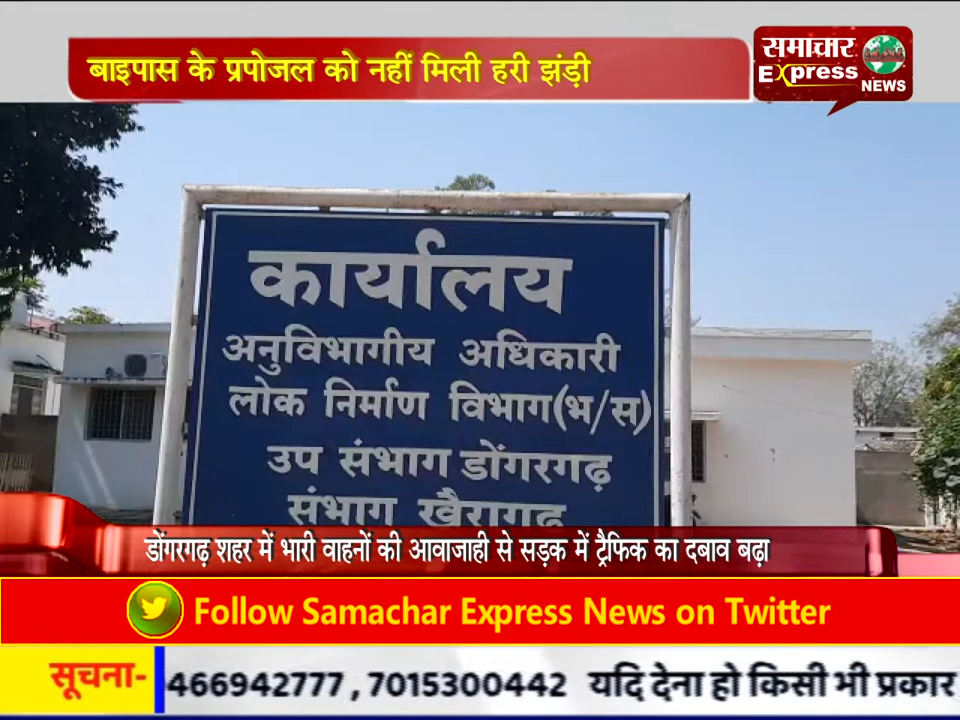 बाइपास के प्रपोजल को नहीं मिली हरी झंड़ी
समाचार
Express
NEWS
कार्यालय
अनुविभागीय अधिकारी
लोक निर्माण विभाग(भ/स)
उप संभाग डोंगरगढ़
संभाग खैरागढ़
डोंगरगढ़ शहर में भारी वाहनों की आवाजाही से सड़क में ट्रैफिक का दबाव बढ़ा
Follow Samachar Express News on Twitter
सूचना- 466942777 , 7015300442 यदि देना हो किसी भी प्रकार